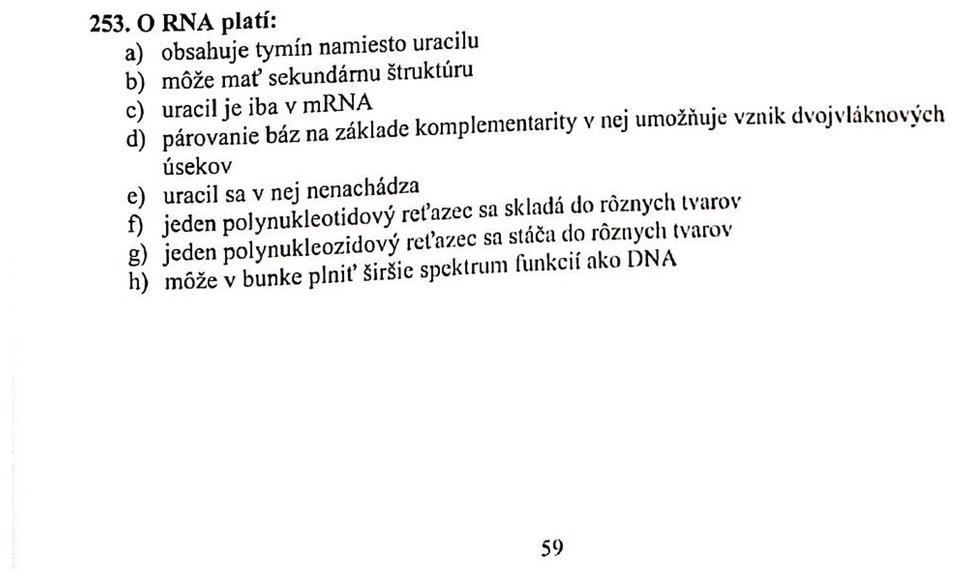 253. O RNA platí:
a) obsahuje tymín namiesto uracilu
b) môže mať sekundárnu štruktúru
c) uracil je iba v mRNA
d) párovanie báz na základe komplementarity v nej umožňuje vznik dvojvláknových
úsekov
e) uracil sa v nej nenachádza
f) jeden polynukleotidový reťazec sa skladá do rôznych tvarov
g) jeden polynukleozidový reťazec sa stáča do rôznych tvarov
h) môže v bunke plniť širšie spektrum funkcií ako DNA
59